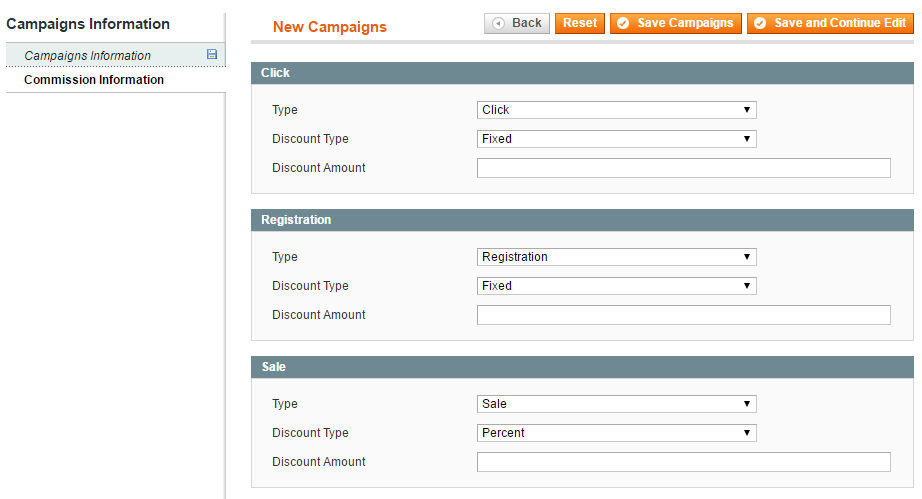 Campaigns Information
Campaigns Information
Commission Information
New Campaigns
Back
Reset
Save Campaigns
Save and Continue Edit
Click
Type
Click
Discount Type
Fixed
Discount Amount
Registration
Type
Registration
Discount Type
Fixed
Discount Amount
Sale
Type
Sale
Discount Type
Percent
Discount Amount